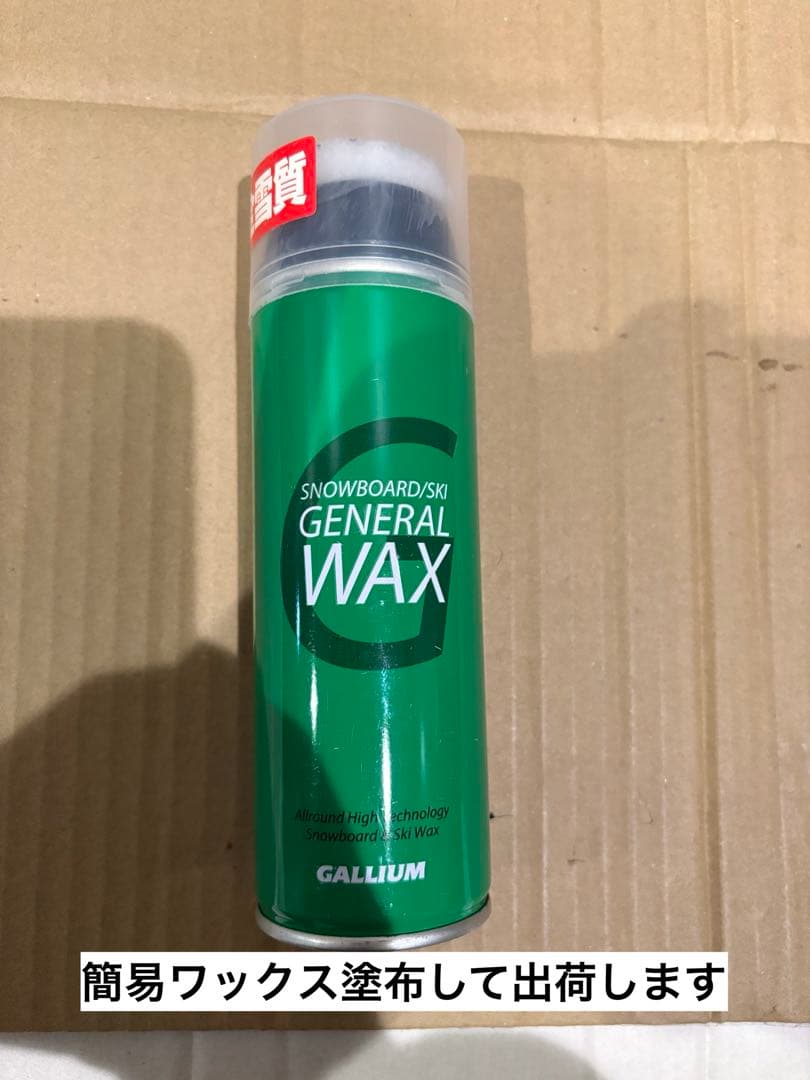 雪質
SNOWBOARD/SKI
GENERAL
WAX
G
Allround High Technology
Snowboard & Ski Wax
GALLIUM
簡易ワックス塗布して出荷します